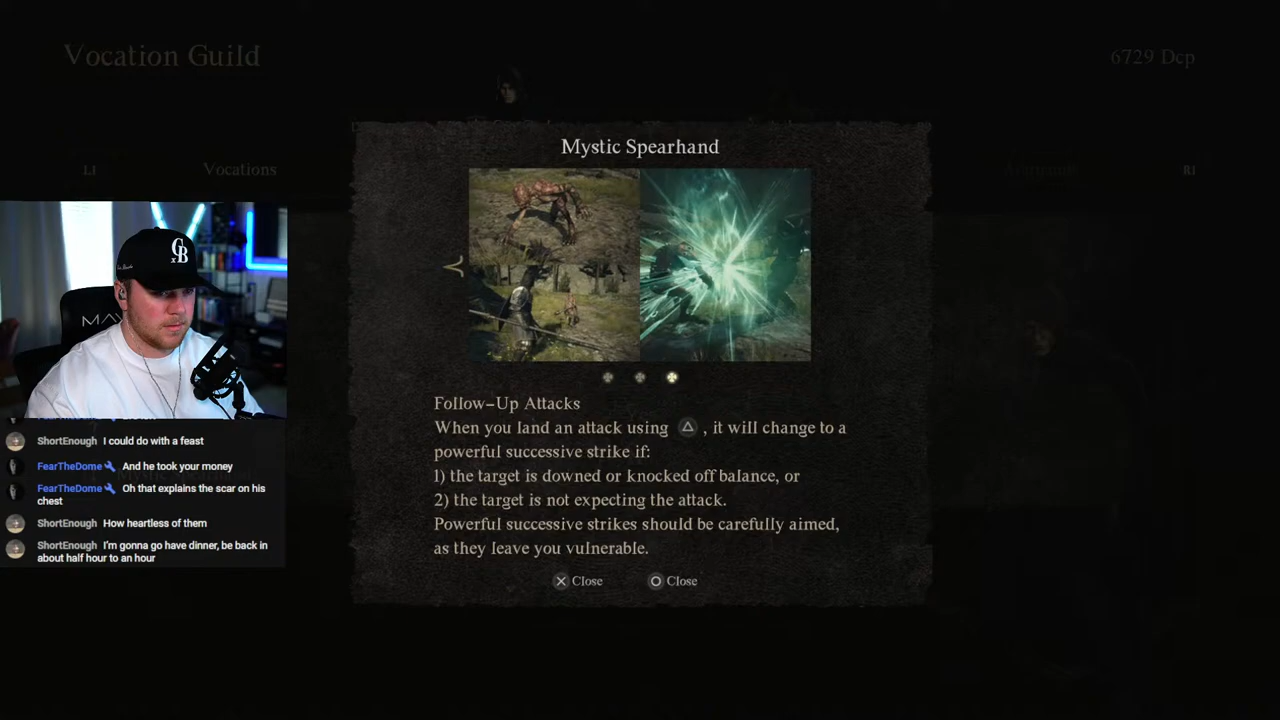 Vocation Guild
6729 Dcp
Mystic Spearhand
L1
Vocations
R1
Follow-Up Attacks
When you land an attack using △, it will change to a
powerful successive strike if:
1) the target is downed or knocked off balance, or
2) the target is not expecting the attack.
Powerful successive strikes should be carefully aimed,
as they leave you vulnerable.
Close
Close
ShortEnough I could do with a feast
FearTheDome And he took your money
FearTheDome Oh that explains the scar on his
chest
ShortEnough How heartless of them
ShortEnough I'm gonna go have dinner, be back in
about half hour to an hour